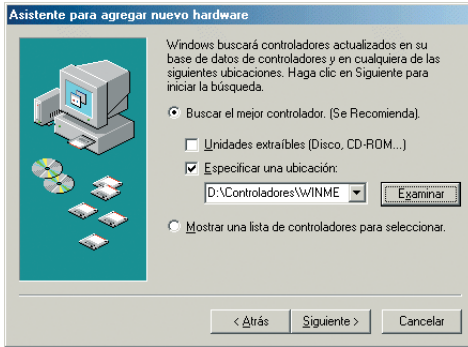 Asistente para agregar nuevo hardware
Windows buscará controladores actualizados en su
base de datos de controladores y en cualquiera de las
siguientes ubicaciones. Haga clic en Siguiente para
iniciar la búsqueda.
Buscar el mejor controlador. (Se Recomienda).
Unidades extraíbles (Disco, CD-ROM...)
Especificar una ubicación:
D:\Controladores\WINME
Examinar
Mostrar una lista de controladores para seleccionar.
< Atrás
Siguiente >
Cancelar